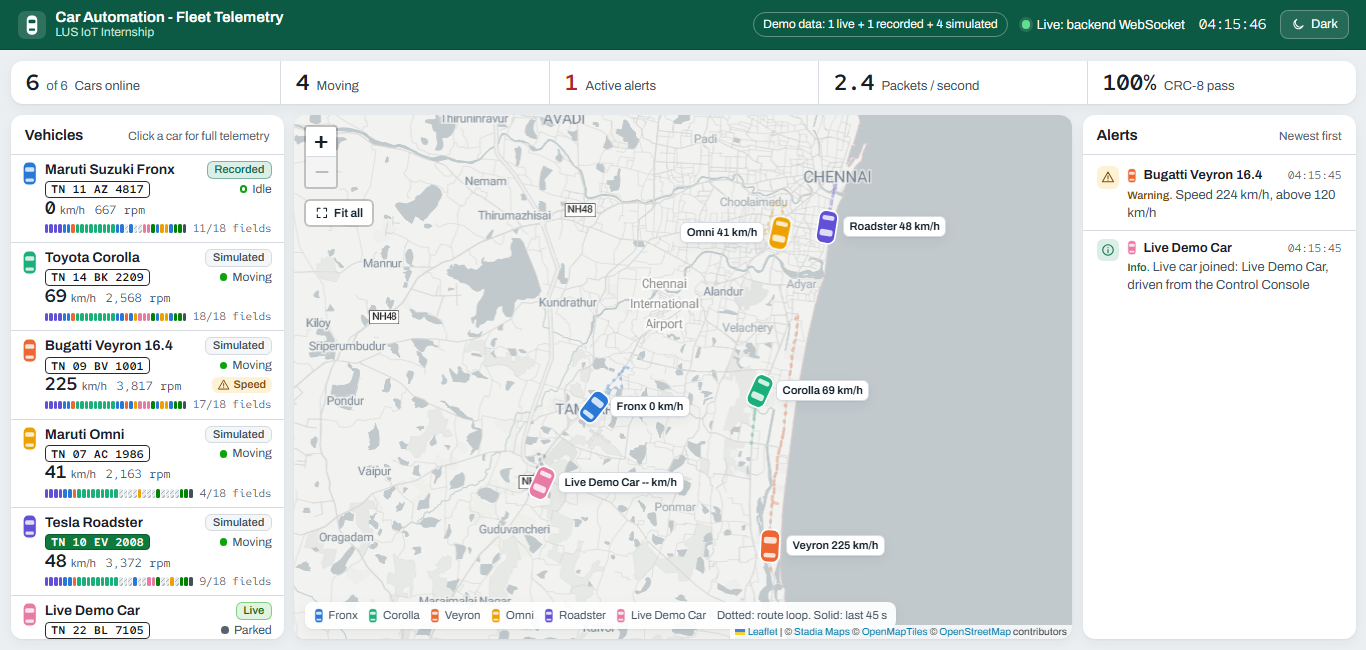 Car Automation - Fleet Telemetry
LUS IoT Internship
Demo data: 1 live + 1 recorded + 4 simulated
Live: backend WebSocket
04:15:46
Dark
6 of 6 Cars online
4 Moving
1 Active alerts
2.4 Packets / second
100% CRC-8 pass
Vehicles
Click a car for full telemetry
Maruti Suzuki Fronx
Recorded
TN 11 AZ 4817
Idle
0 km/h 667 rpm
11/18 fields
Toyota Corolla
Simulated
TN 14 BK 2209
Moving
69 km/h 2,568 rpm
18/18 fields
Bugatti Veyron 16.4
Simulated
TN 09 BV 1001
Moving
225 km/h 3,817 rpm
Speed
17/18 fields
Maruti Omni
Simulated
TN 07 AC 1986
Moving
41 km/h 2,163 rpm
4/18 fields
Tesla Roadster
Simulated
TN 10 EV 2008
Moving
48 km/h 3,372 rpm
9/18 fields
Live Demo Car
Live
TN 22 BL 7105
Parked
+
−
Fit all
Thiruninravur
AVADI
Padi
CHENNAI
Nemam
Choolaimedu
Thirumazhisai
NH48
Omni 41 km/h
Roadster 48 km/h
Mannur
Chennai
International
Airport
Alandur
Adyar
Kundrathur
NH48
Kiloy
Velachery
Sriperumbudur
Pondur
Corolla 69 km/h
Fronx 0 km/h
Vaipur
Live Demo Car -- km/h
Ponmar
Guduvancheri
Oragadam
Veyron 225 km/h
Maraimalai Nagar
Fronx
Corolla
Veyron
Omni
Roadster
Live Demo Car
Dotted: route loop. Solid: last 45 s
Leaflet | © Stadia Maps © OpenMapTiles © OpenStreetMap contributors
Alerts
Newest first
Bugatti Veyron 16.4
04:15:45
Warning. Speed 224 km/h, above 120
km/h
Live Demo Car
04:15:45
Info. Live car joined: Live Demo Car,
driven from the Control Console